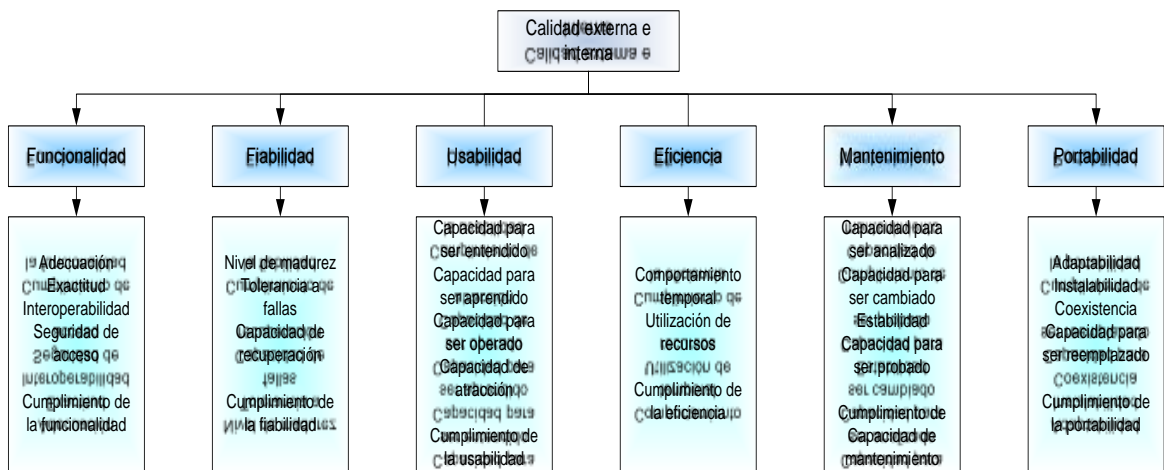 Calidad externa e
interna
Funcionalidad
Fiabilidad
Usabilidad
Eficiencia
Mantenimiento
Portabilidad
Adecuación
Exactitud
Interoperabilidad
Seguridad de
acceso
Cumplimiento de
la funcionalidad
Nivel de madurez
Tolerancia a
fallas
Capacidad de
recuperación
Cumplimiento de
la fiabilidad
Capacidad para
ser entendido
Capacidad para
ser aprendido
Capacidad para
ser operado
Capacidad de
atracción
Cumplimiento de
la usabilidad
Comportamiento
temporal
Utilización de
recursos
Cumplimiento de
la eficiencia
Capacidad para
ser analizado
Capacidad para
ser cambiado
Estabilidad
Capacidad para
ser probado
Cumplimiento de
Capacidad de
mantenimiento
Adaptabilidad
Instalabilidad
Coexistencia
Capacidad para
ser reemplazado
Cumplimiento de
la portabilidad